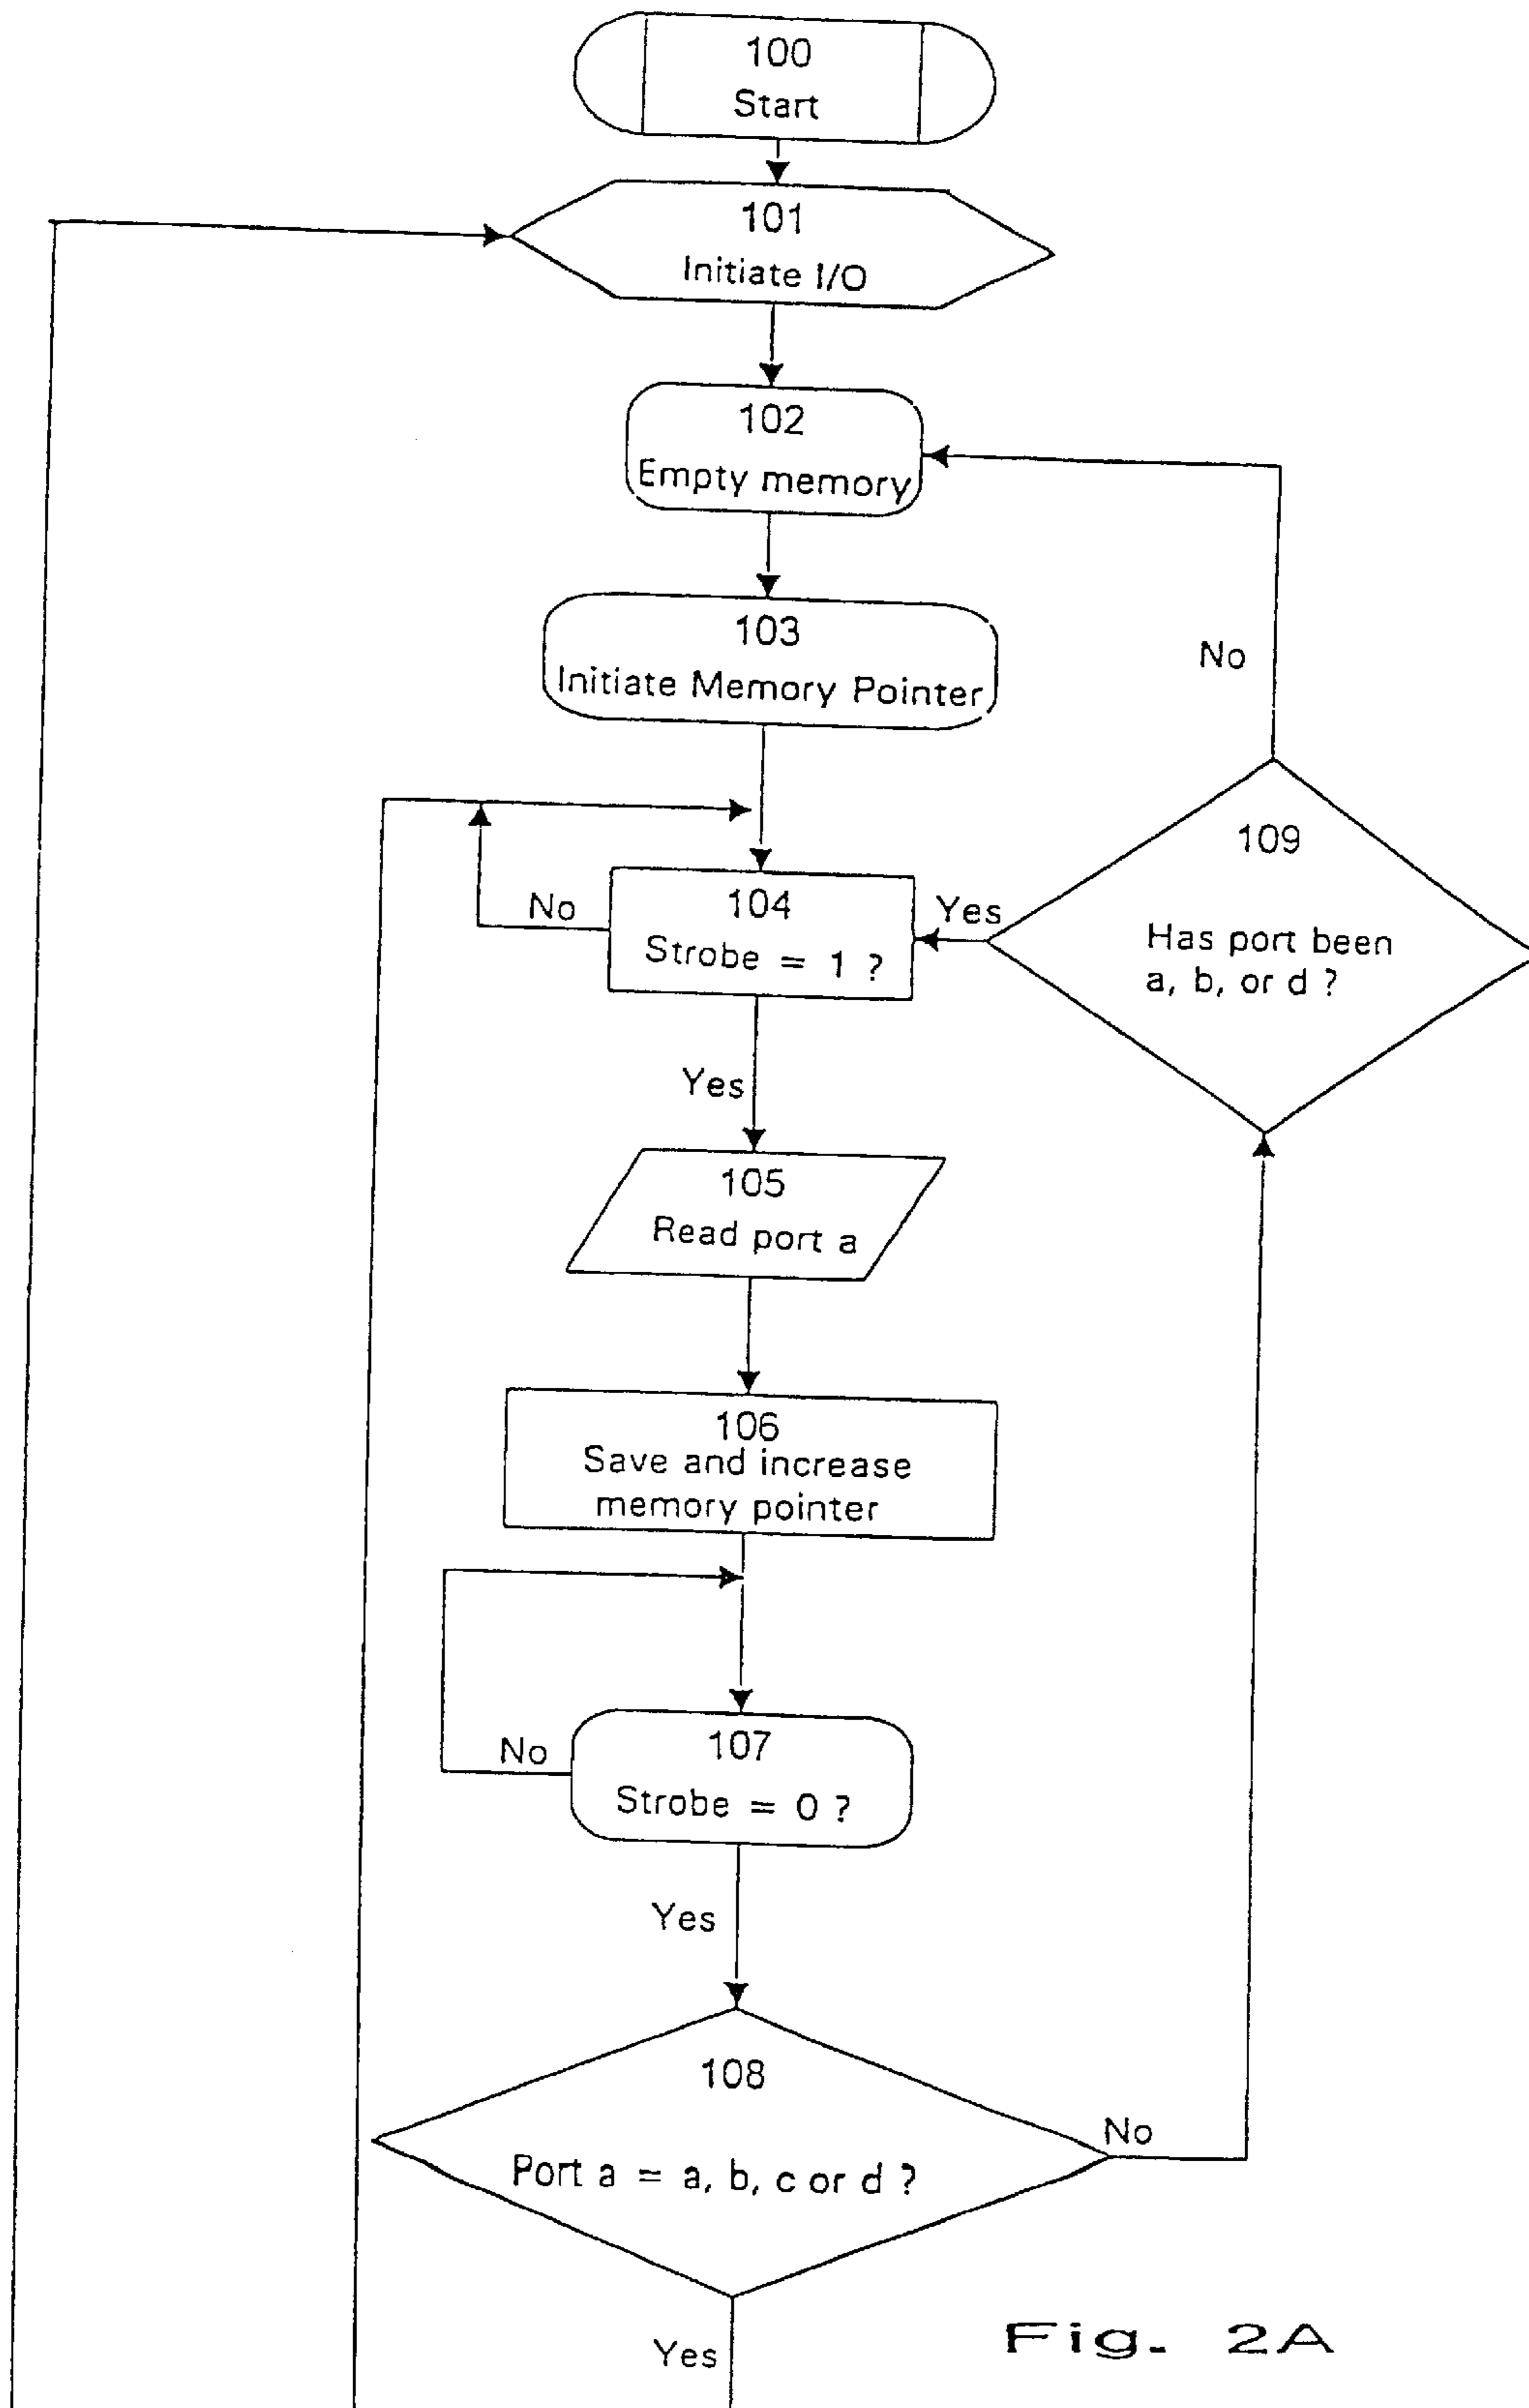 100
Start
101
Initiate I/O
102
Empty memory
103
Initiate Memory Pointer
No
109
Has port been
a, b, or d ?
Yes
104
Strobe = 1 ?
No
Yes
105
Read port a
106
Save and increase
memory pointer
107
Strobe = 0 ?
No
Yes
108
Port a = a, b, c or d ?
No
Yes
Fig. 2A